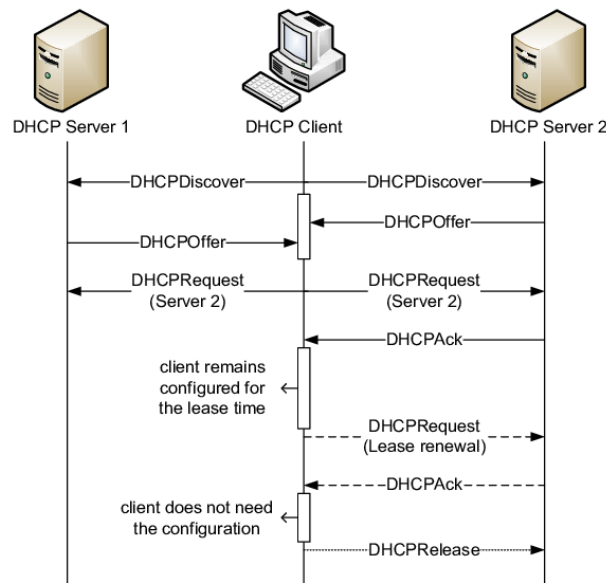 DHCP Server 1
DHCP Client
DHCP Server 2
DHCPDiscover
DHCPDiscover
DHCPOffer
DHCPOffer
DHCPRequest
(Server 2)
DHCPRequest
(Server 2)
DHCPAck
client remains
configured for
the lease time
DHCPRequest
(Lease renewal)
DHCPAck
client does not need
the configuration
DHCPRelease